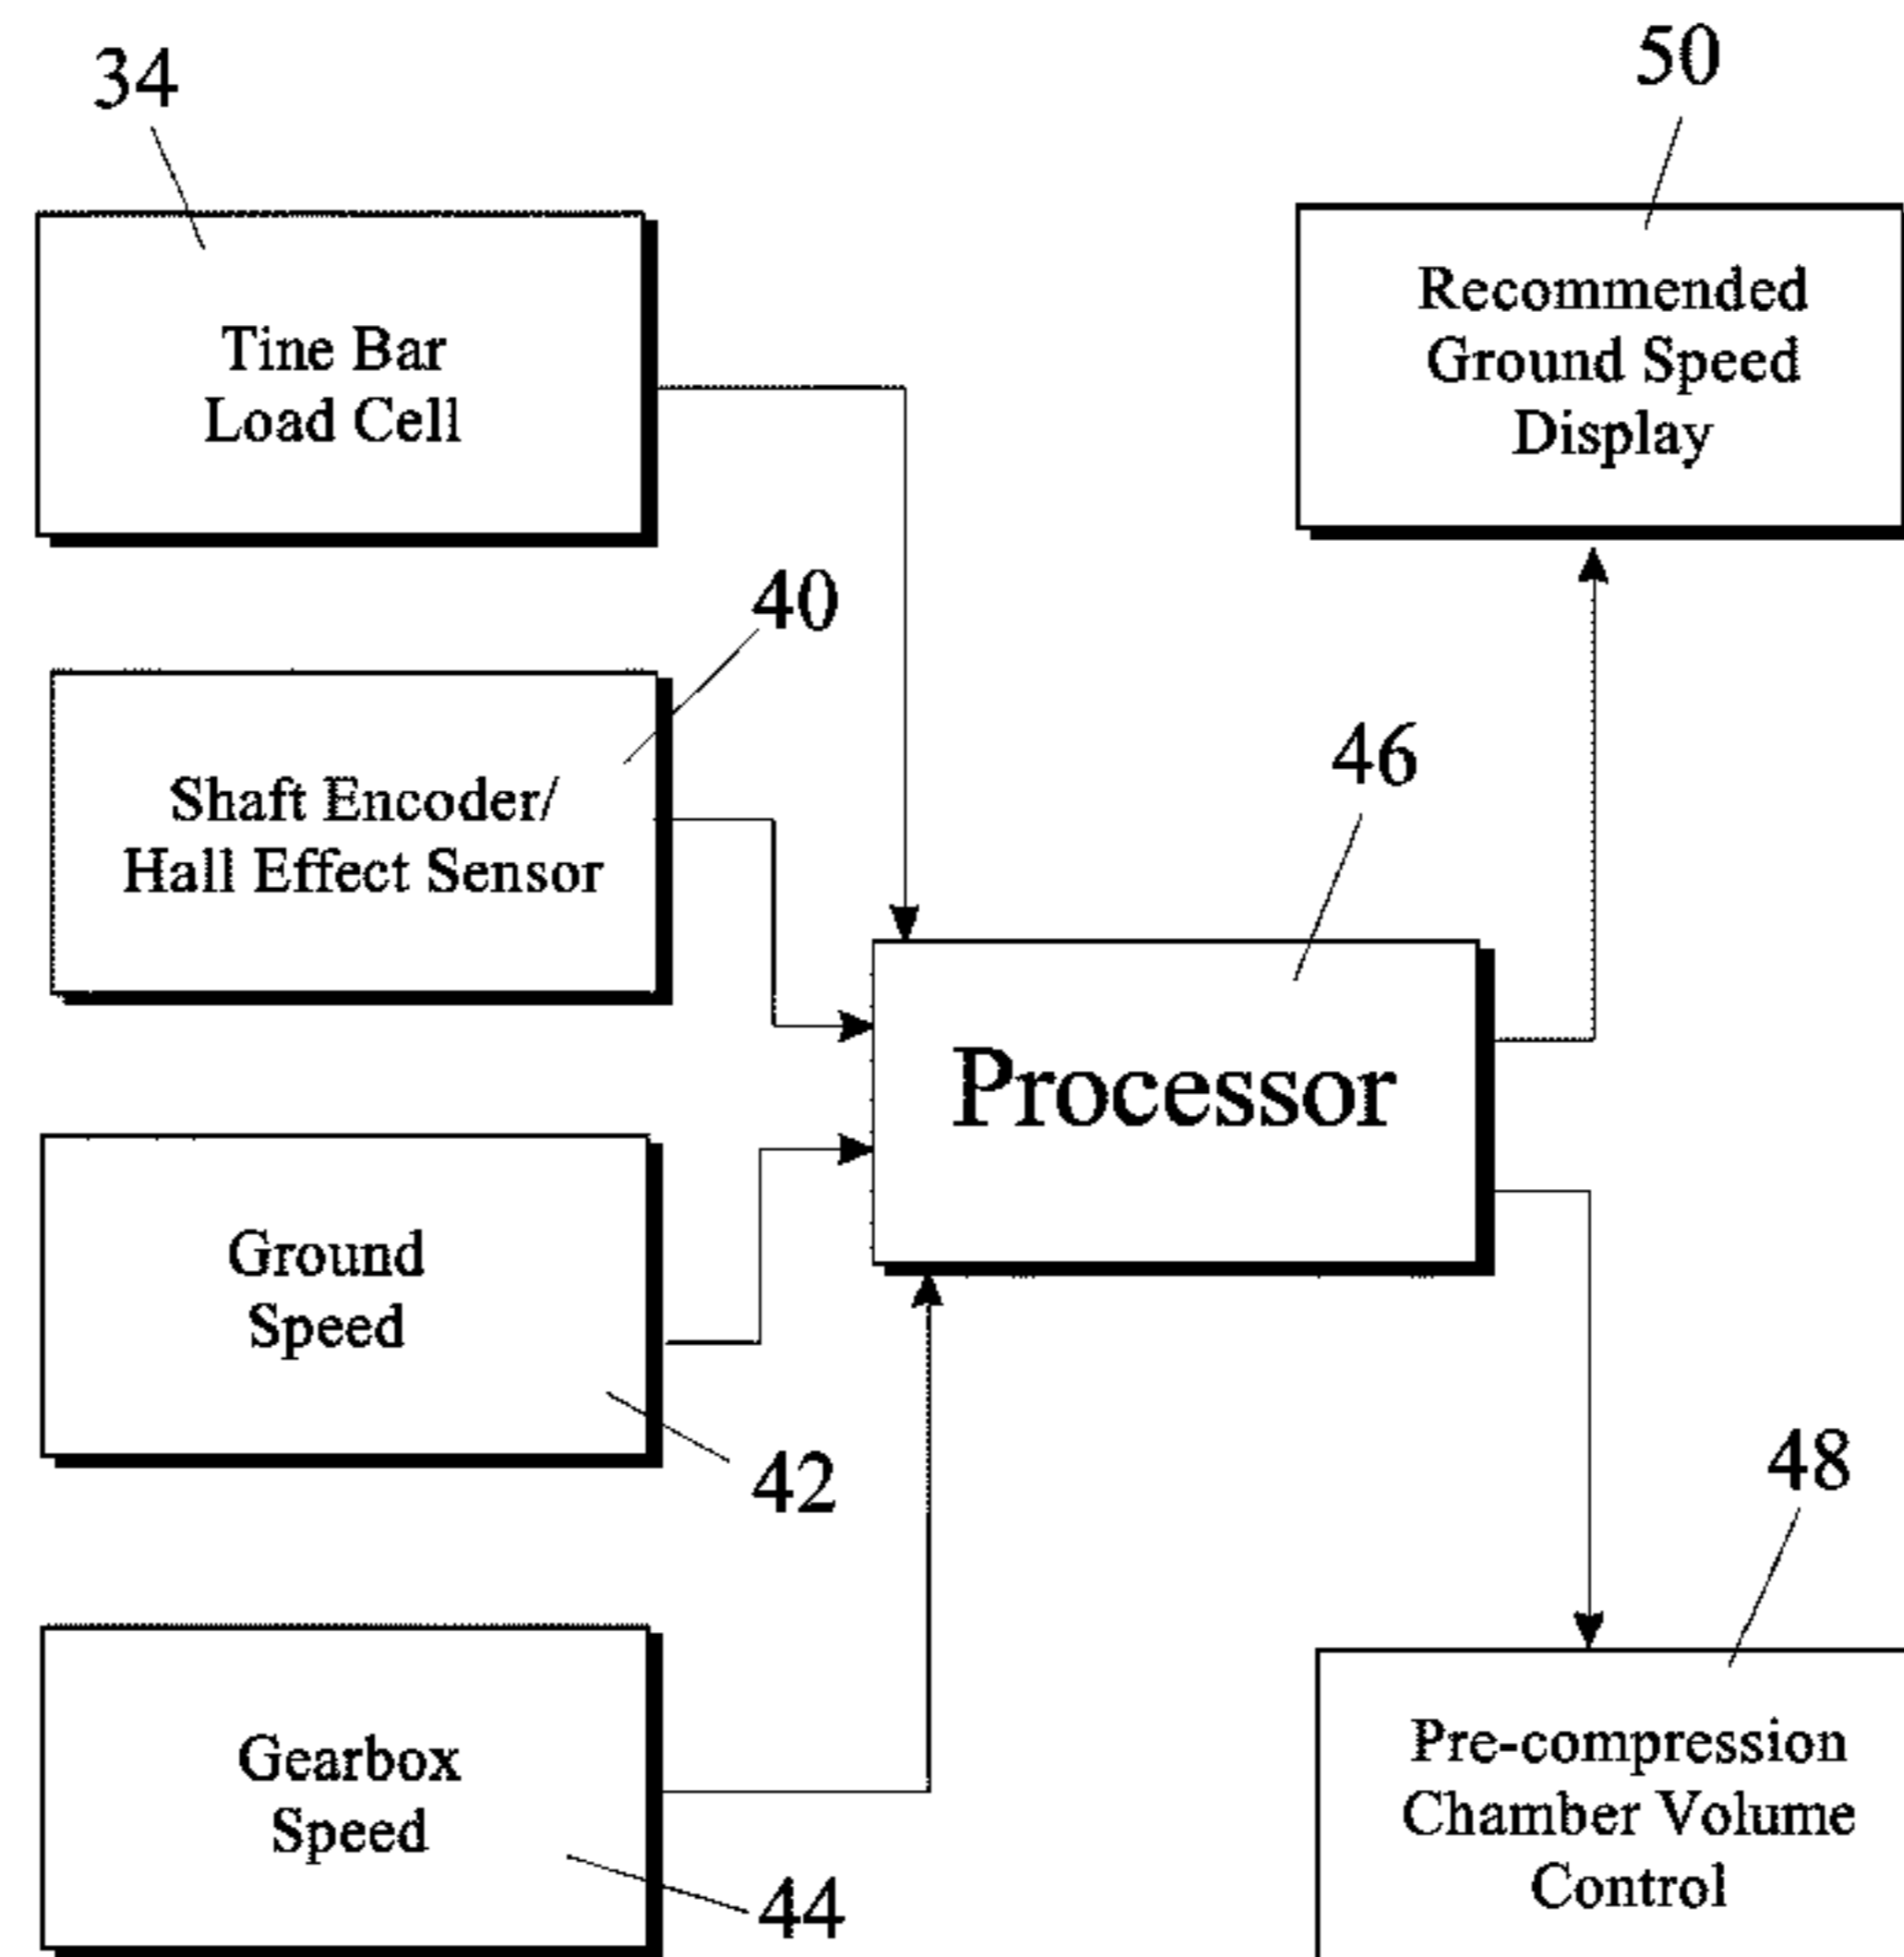 34
Tine Bar
Load Cell
40
Shaft Encoder/
Hall Effect Sensor
Ground
Speed
42
Gearbox
Speed
44
46
Processor
50
Recommended
Ground Speed
Display
48
Pre-compression
Chamber Volume
Control